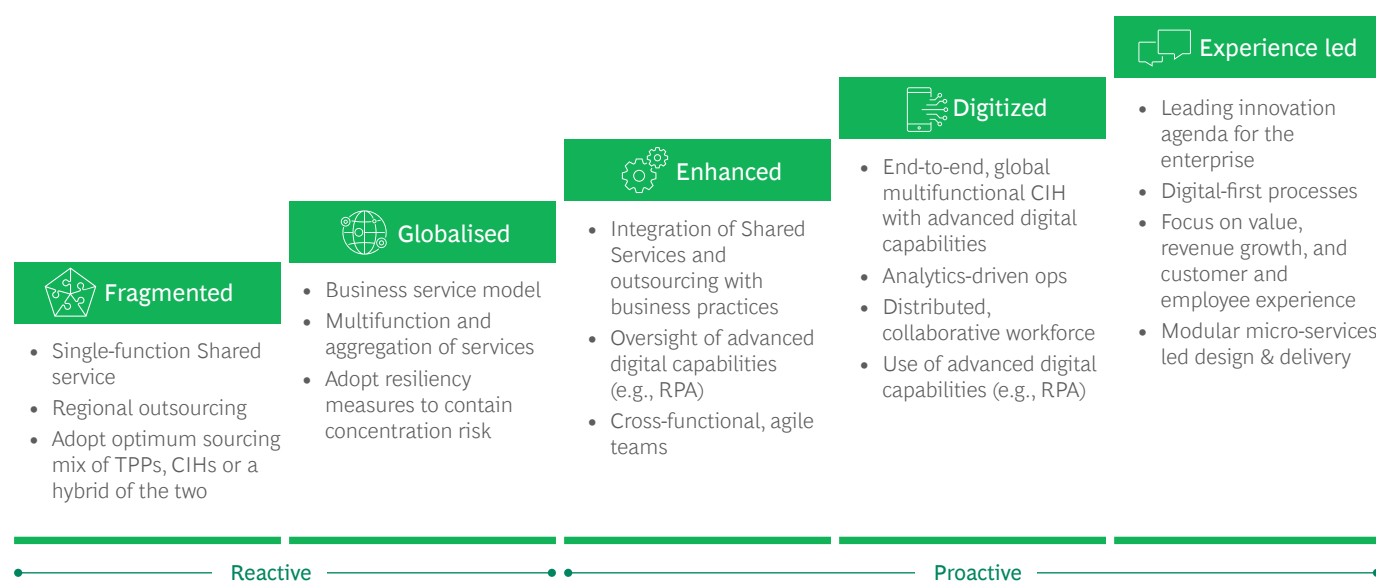 Fragmented
• Single-function Shared
service
• Regional outsourcing
• Adopt optimum sourcing
mix of TPPs, CIHs or a
hybrid of the two
Globalised
• Business service model
• Multifunction and
aggregation of services
• Adopt resiliency
measures to contain
concentration risk
Enhanced
• Integration of Shared
Services and
outsourcing with
business practices
• Oversight of advanced
digital capabilities
(e.g., RPA)
• Cross-functional, agile
teams
Digitized
• End-to-end, global
multifunctional CIH
with advanced digital
capabilities
• Analytics-driven ops
• Distributed,
collaborative workforce
• Use of advanced digital
capabilities (e.g., RPA)
Experience led
• Leading innovation
agenda for the
enterprise
• Digital-first processes
• Focus on value,
revenue growth, and
customer and
employee experience
• Modular micro-services
led design & delivery
Reactive
Proactive